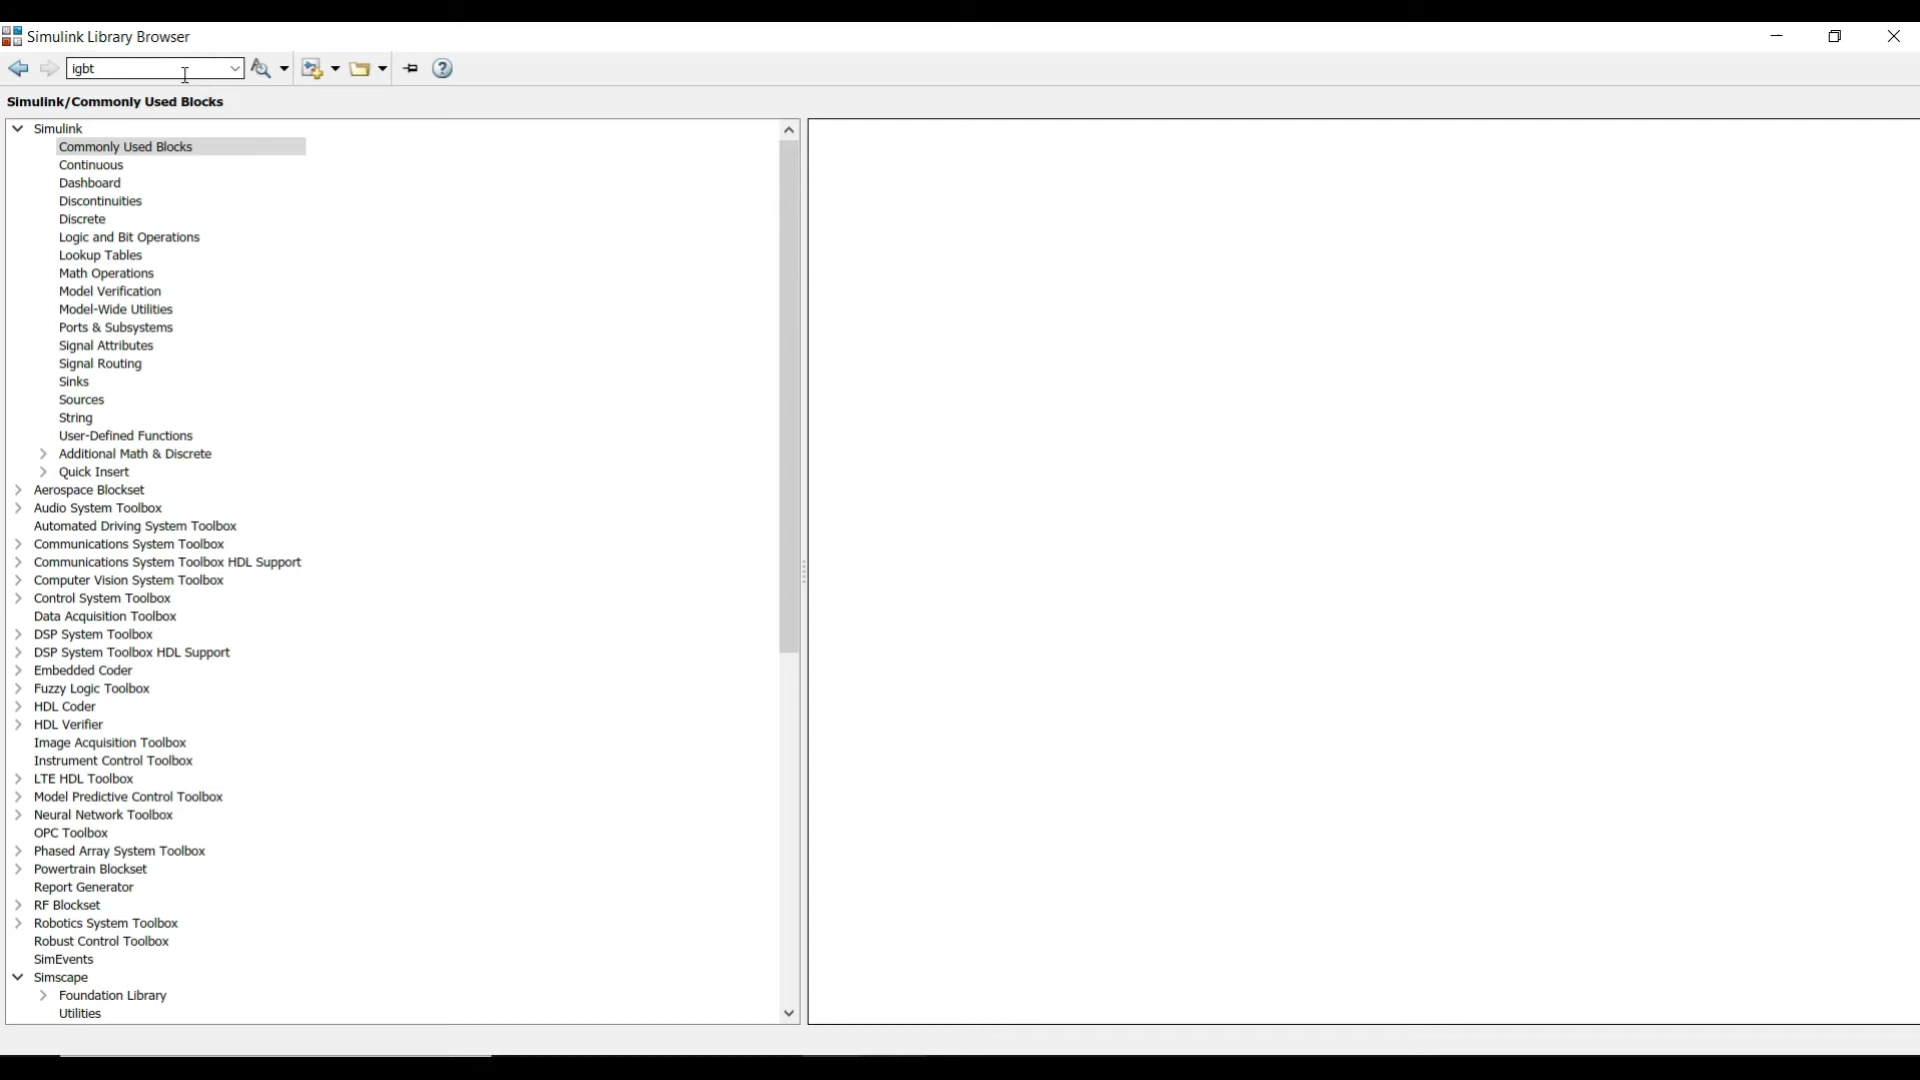 Simulink Library Browser
igbt
Simulink/Commonly Used Blocks
Simulink
Commonly Used Blocks
Continuous
Dashboard
Discontinuities
Discrete
Logic and Bit Operations
Lookup Tables
Math Operations
Model Verification
Model-Wide Utilities
Ports & Subsystems
Signal Attributes
Signal Routing
Sinks
Sources
String
User-Defined Functions
Additional Math & Discrete
Quick Insert
Aerospace Blockset
Audio System Toolbox
Automated Driving System Toolbox
Communications System Toolbox
Communications System Toolbox HDL Support
Computer Vision System Toolbox
Control System Toolbox
Data Acquisition Toolbox
DSP System Toolbox
DSP System Toolbox HDL Support
Embedded Coder
Fuzzy Logic Toolbox
HDL Coder
HDL Verifier
Image Acquisition Toolbox
Instrument Control Toolbox
LTE HDL Toolbox
Model Predictive Control Toolbox
Neural Network Toolbox
OPC Toolbox
Phased Array System Toolbox
Powertrain Blockset
Report Generator
RF Blockset
Robotics System Toolbox
Robust Control Toolbox
SimEvents
Simscape
Foundation Library
Utilities